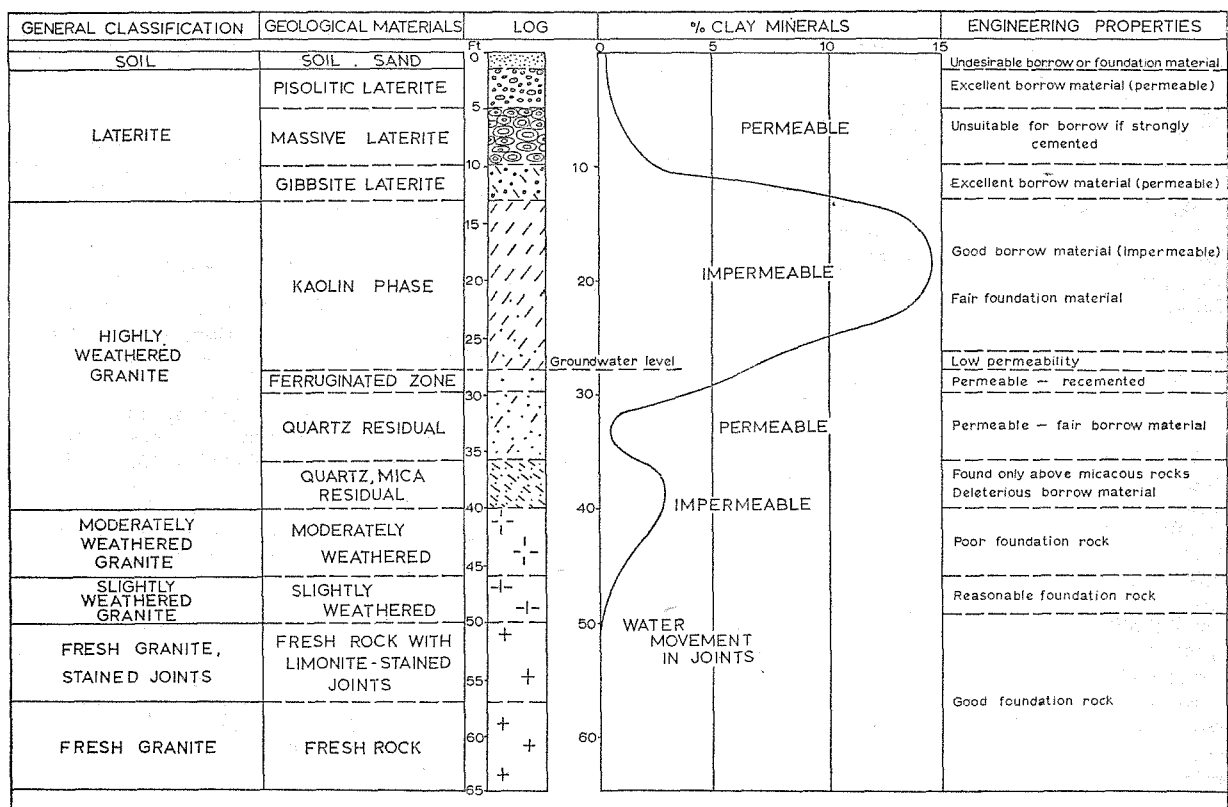 GENERAL CLASSIFICATION
GEOLOGICAL MATERIALS
LOG
% CLAY MINERALS
ENGINEERING PROPERTIES
Ft
0
5
10
15
SOIL
SOIL . SAND
0
Undesirable borrow or foundation material
LATERITE
PISOLITIC LATERITE
Excellent borrow material (permeable)
5
MASSIVE LATERITE
PERMEABLE
Unsuitable for borrow if strongly
cemented
10
10
GIBBSITE LATERITE
Excellent borrow material (permeable)
HIGHLY
WEATHERED
GRANITE
KAOLIN PHASE
15
20
25
20
IMPERMEABLE
Good borrow material (Impermeable)
Fair foundation material
Groundwater level
Low permeability
FERRUGINATED ZONE
30
30
Permeable – recemented
QUARTZ RESIDUAL
PERMEABLE
Permeable – fair borrow material
35
QUARTZ, MICA
RESIDUAL
IMPERMEABLE
Found only above micacous rocks
Deleterious borrow material
40
40
MODERATELY
WEATHERED
GRANITE
MODERATELY
WEATHERED
Poor foundation rock
45
SLIGHTLY
WEATHERED
GRANITE
SLIGHTLY
WEATHERED
Reasonable foundation rock
50
50
FRESH GRANITE,
STAINED JOINTS
FRESH ROCK WITH
LIMONITE-STAINED
JOINTS
WATER
MOVEMENT
IN JOINTS
55
Good foundation rock
FRESH GRANITE
FRESH ROCK
60
60
65